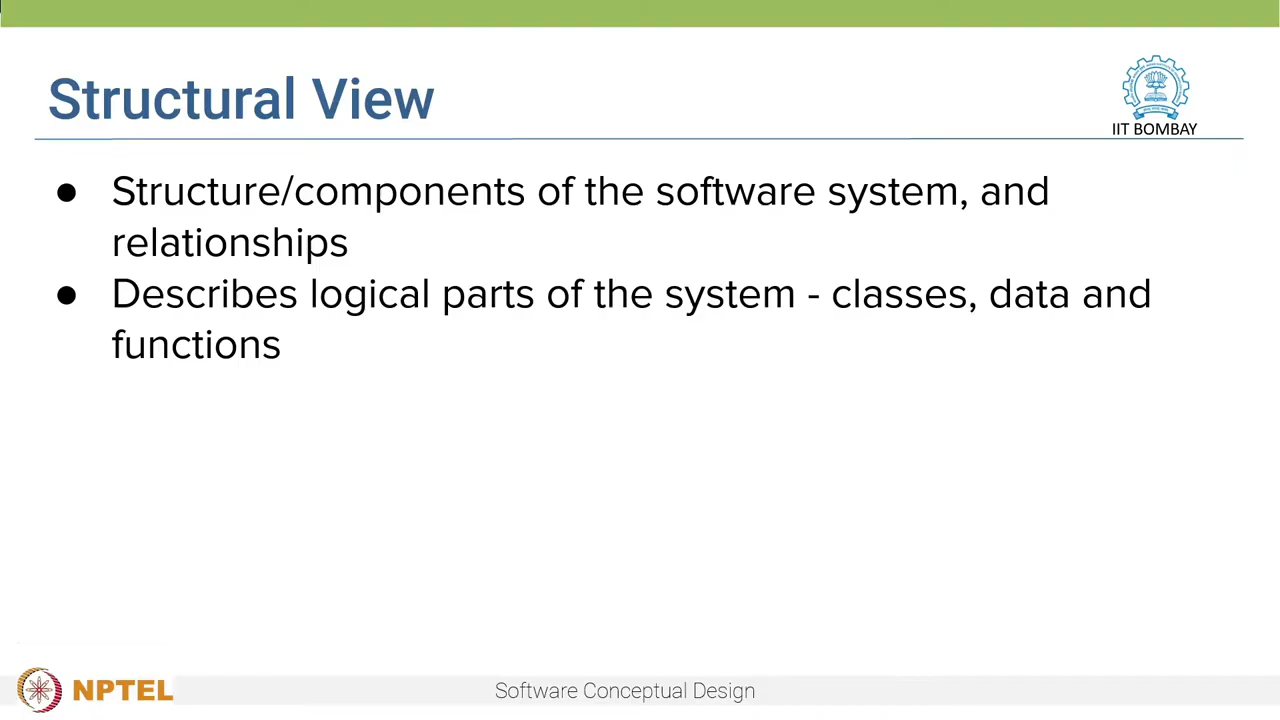 Structural View
IIT BOMBAY
● Structure/components of the software system, and
relationships
● Describes logical parts of the system - classes, data and
functions
NPTEL
Software Conceptual Design